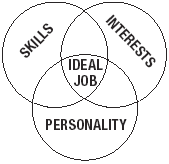 SKILLS
INTERESTS
IDEAL
JOB
PERSONALITY